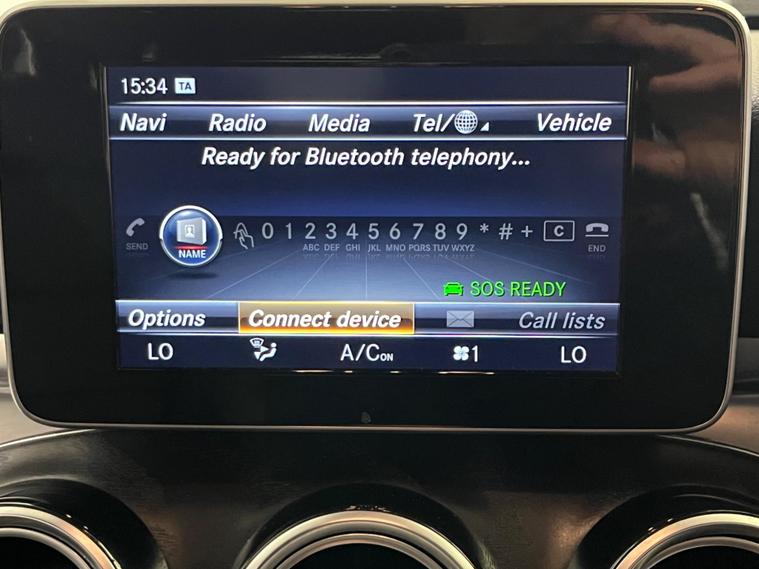 15:34 TA
Navi Radio Media Tel/ Vehicle
Ready for Bluetooth telephony...
SEND NAME 0 1 2 3 4 5 6 7 8 9 * # + C END
ABC DEF GHI JKL MNO PQRS TUV WXYZ
SOS READY
Options Connect device Call lists
LO A/C ON 1 LO